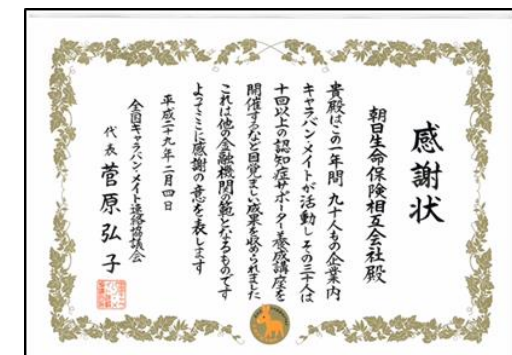 感謝状
朝日生命保険相互会社殿
貴殿はこの一年間 九十人もの企業内
キャラバン・メイトが活動しその三十人は
十回以上の認知症サポーター養成講座を
開催するなど目覚ましい成果を収められました
これは他の金融機関の範となるものです
よってここに感謝の意を表します
平成二十九年二月四日
全国キャラバン・メイト連絡協議会
代表 菅原弘子